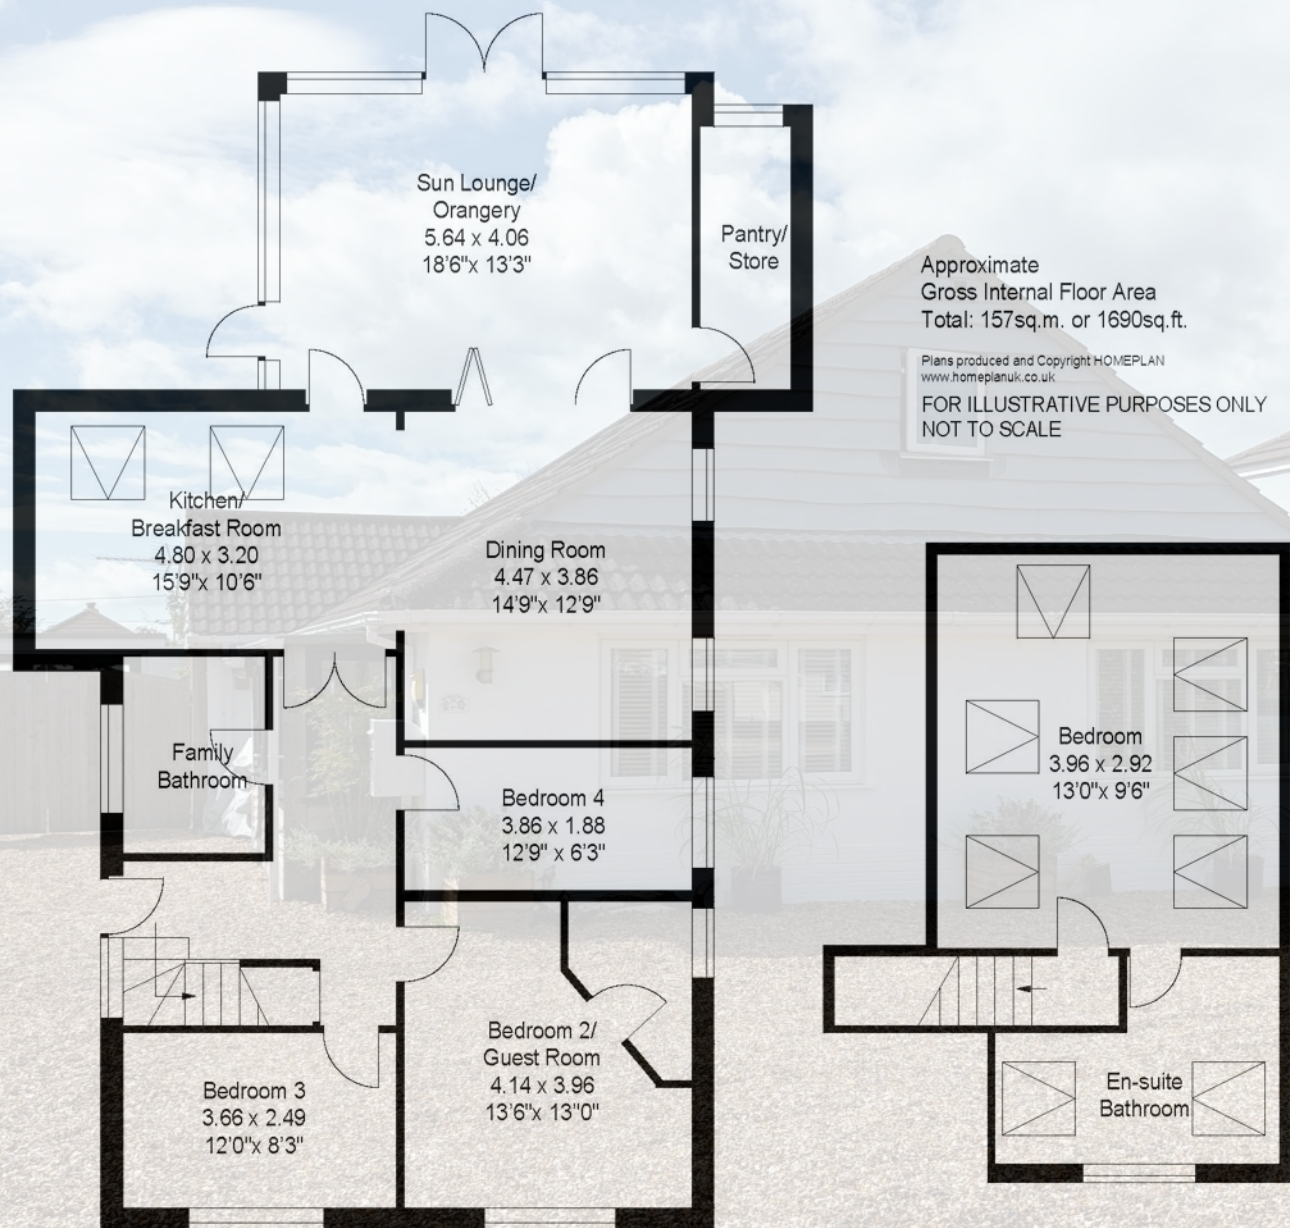 Sun Lounge/
Orangery
5.64 x 4.06
18'6"x 13'3"
Pantry/
Store
Approximate
Gross Internal Floor Area
Total: 157sq.m. or 1690sq.ft.
Plans produced and Copyright HOMEPLAN
www.homeplanuk.co.uk
FOR ILLUSTRATIVE PURPOSES ONLY
NOT TO SCALE
Kitchen/
Breakfast Room
4.80 x 3.20
15'9"x 10'6"
Dining Room
4.47 x 3.86
14'9"x 12'9"
Family
Bathroom
Bedroom 4
3.86 x 1.88
12'9" x 6'3"
Bedroom
3.96 x 2.92
13'0"x 9'6"
Bedroom 2/
Guest Room
4.14 x 3.96
13'6"x 13"0"
Bedroom 3
3.66 x 2.49
12'0"x 8'3"
En-suite
Bathroom